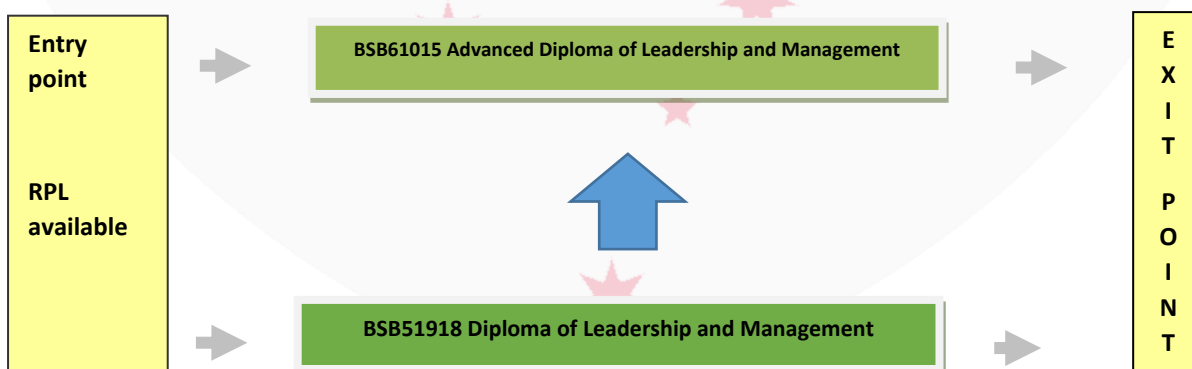 Entry
point
RPL
available
BSB61015 Advanced Diploma of Leadership and Management
BSB51918 Diploma of Leadership and Management
E
X
I
T
P
O
I
N
T